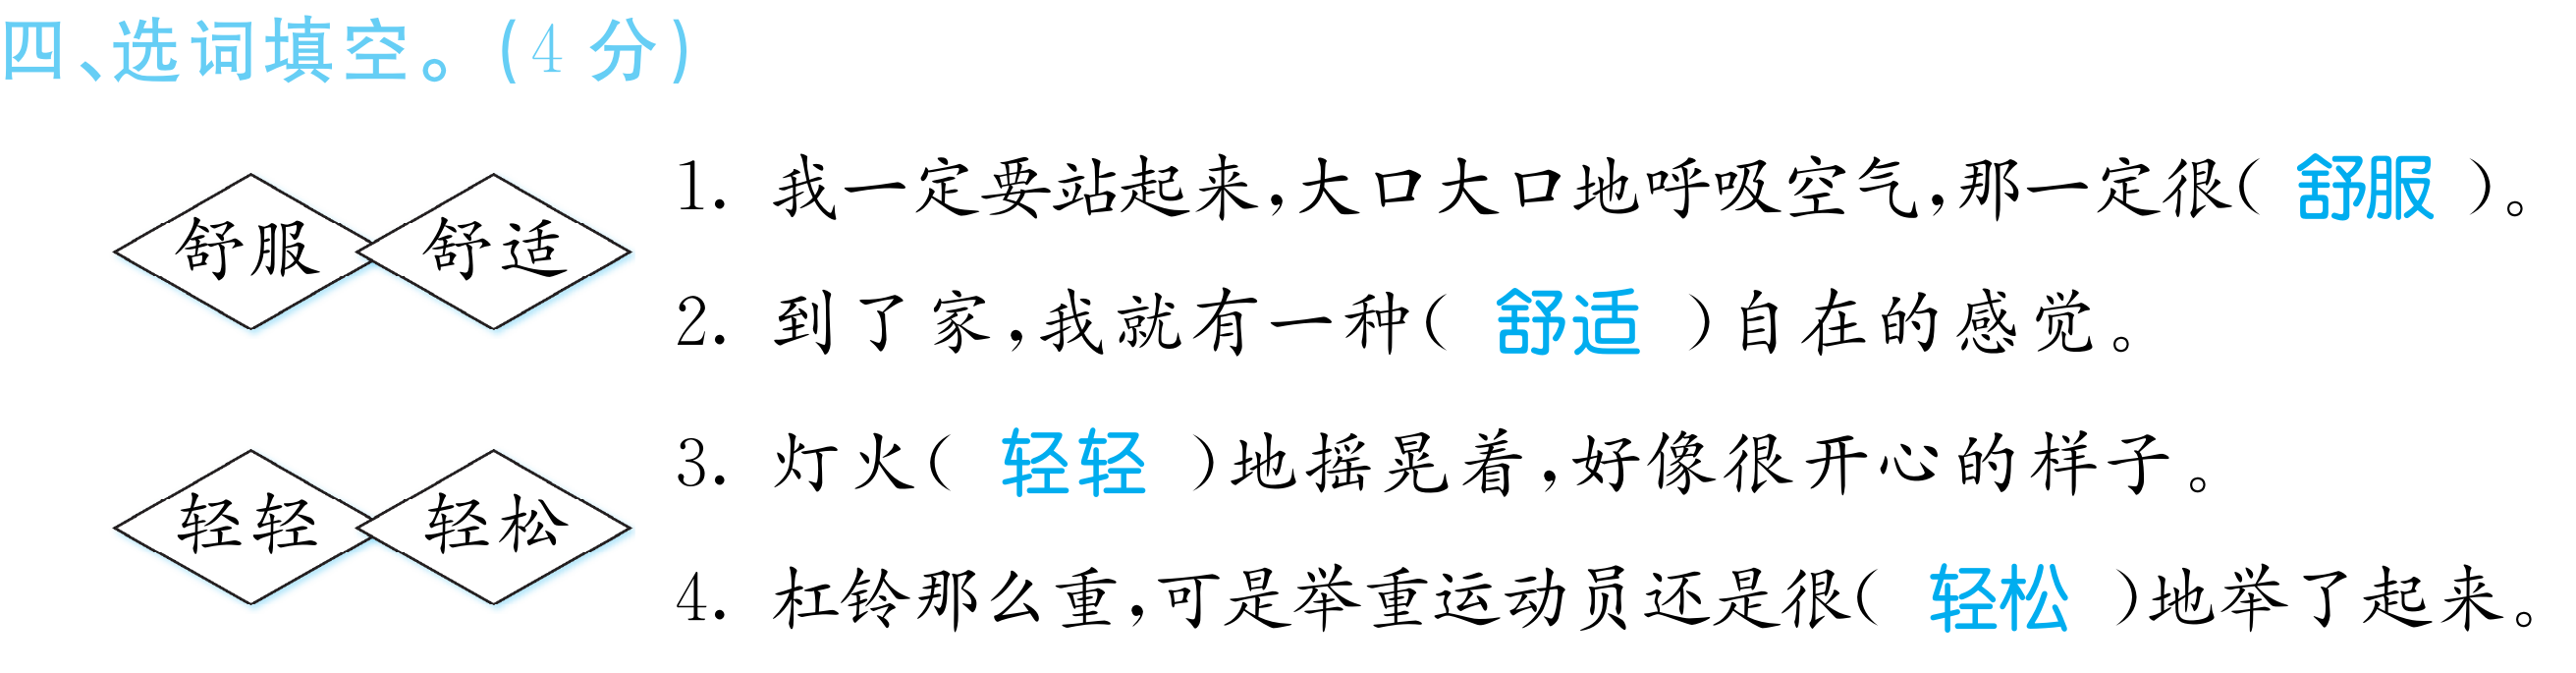 四、选词填空。(4 分)
舒服 舒适
1. 我一定要站起来,大口大口地呼吸空气,那一定很( 舒服 )。
2. 到了家,我就有一种( 舒适 )自在的感觉。
轻轻 轻松
3. 灯火( 轻轻 )地摇晃着,好像很开心的样子。
4. 杠铃那么重,可是举重运动员还是很( 轻松 )地举了起来。